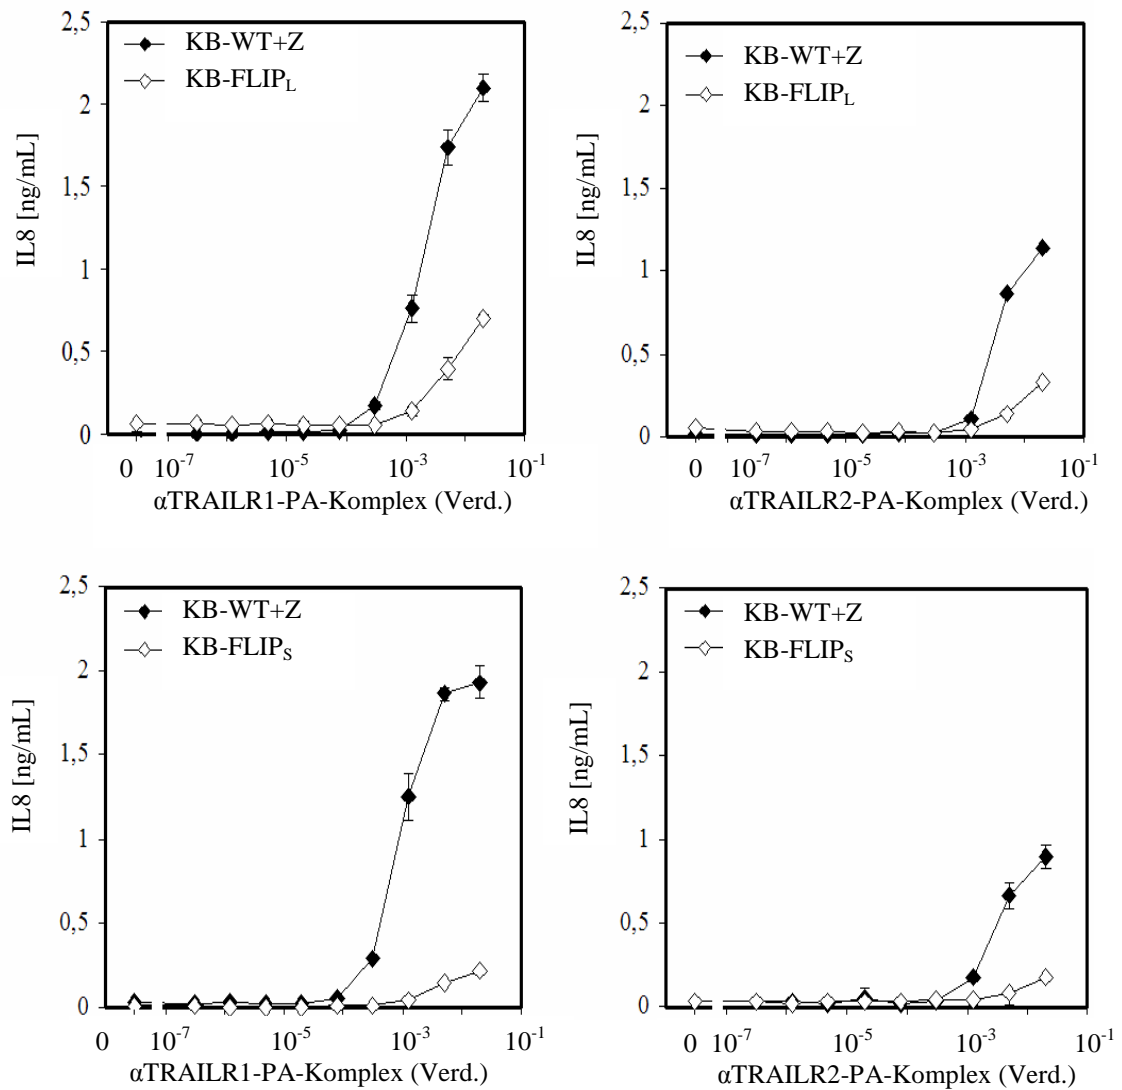 2,5
KB-WT+Z
KB-FLIP_L
2
1,5
1
0,5
0
IL8 [ng/mL]
0 10^-7 10^-5 10^-3 10^-1
αTRAILR1-PA-Komplex (Verd.)
2,5
KB-WT+Z
KB-FLIP_L
2
1,5
1
0,5
0
IL8 [ng/mL]
0 10^-7 10^-5 10^-3 10^-1
αTRAILR2-PA-Komplex (Verd.)
2,5
KB-WT+Z
KB-FLIP_S
2
1,5
1
0,5
0
IL8 [ng/mL]
0 10^-7 10^-5 10^-3 10^-1
αTRAILR1-PA-Komplex (Verd.)
2,5
KB-WT+Z
KB-FLIP_S
2
1,5
1
0,5
0
IL8 [ng/mL]
0 10^-7 10^-5 10^-3 10^-1
αTRAILR2-PA-Komplex (Verd.)